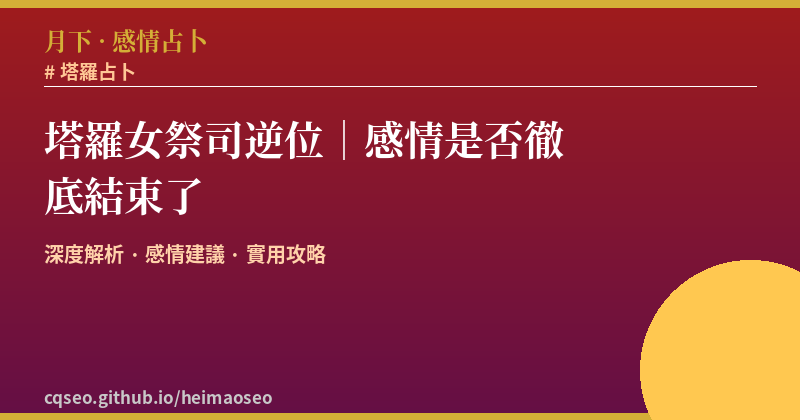 月下 · 感情占卜
# 塔羅占卜
塔羅女祭司逆位｜感情是否徹
底結束了
深度解析 · 感情建議 · 實用攻略
cqseo.github.io/heimaoseo